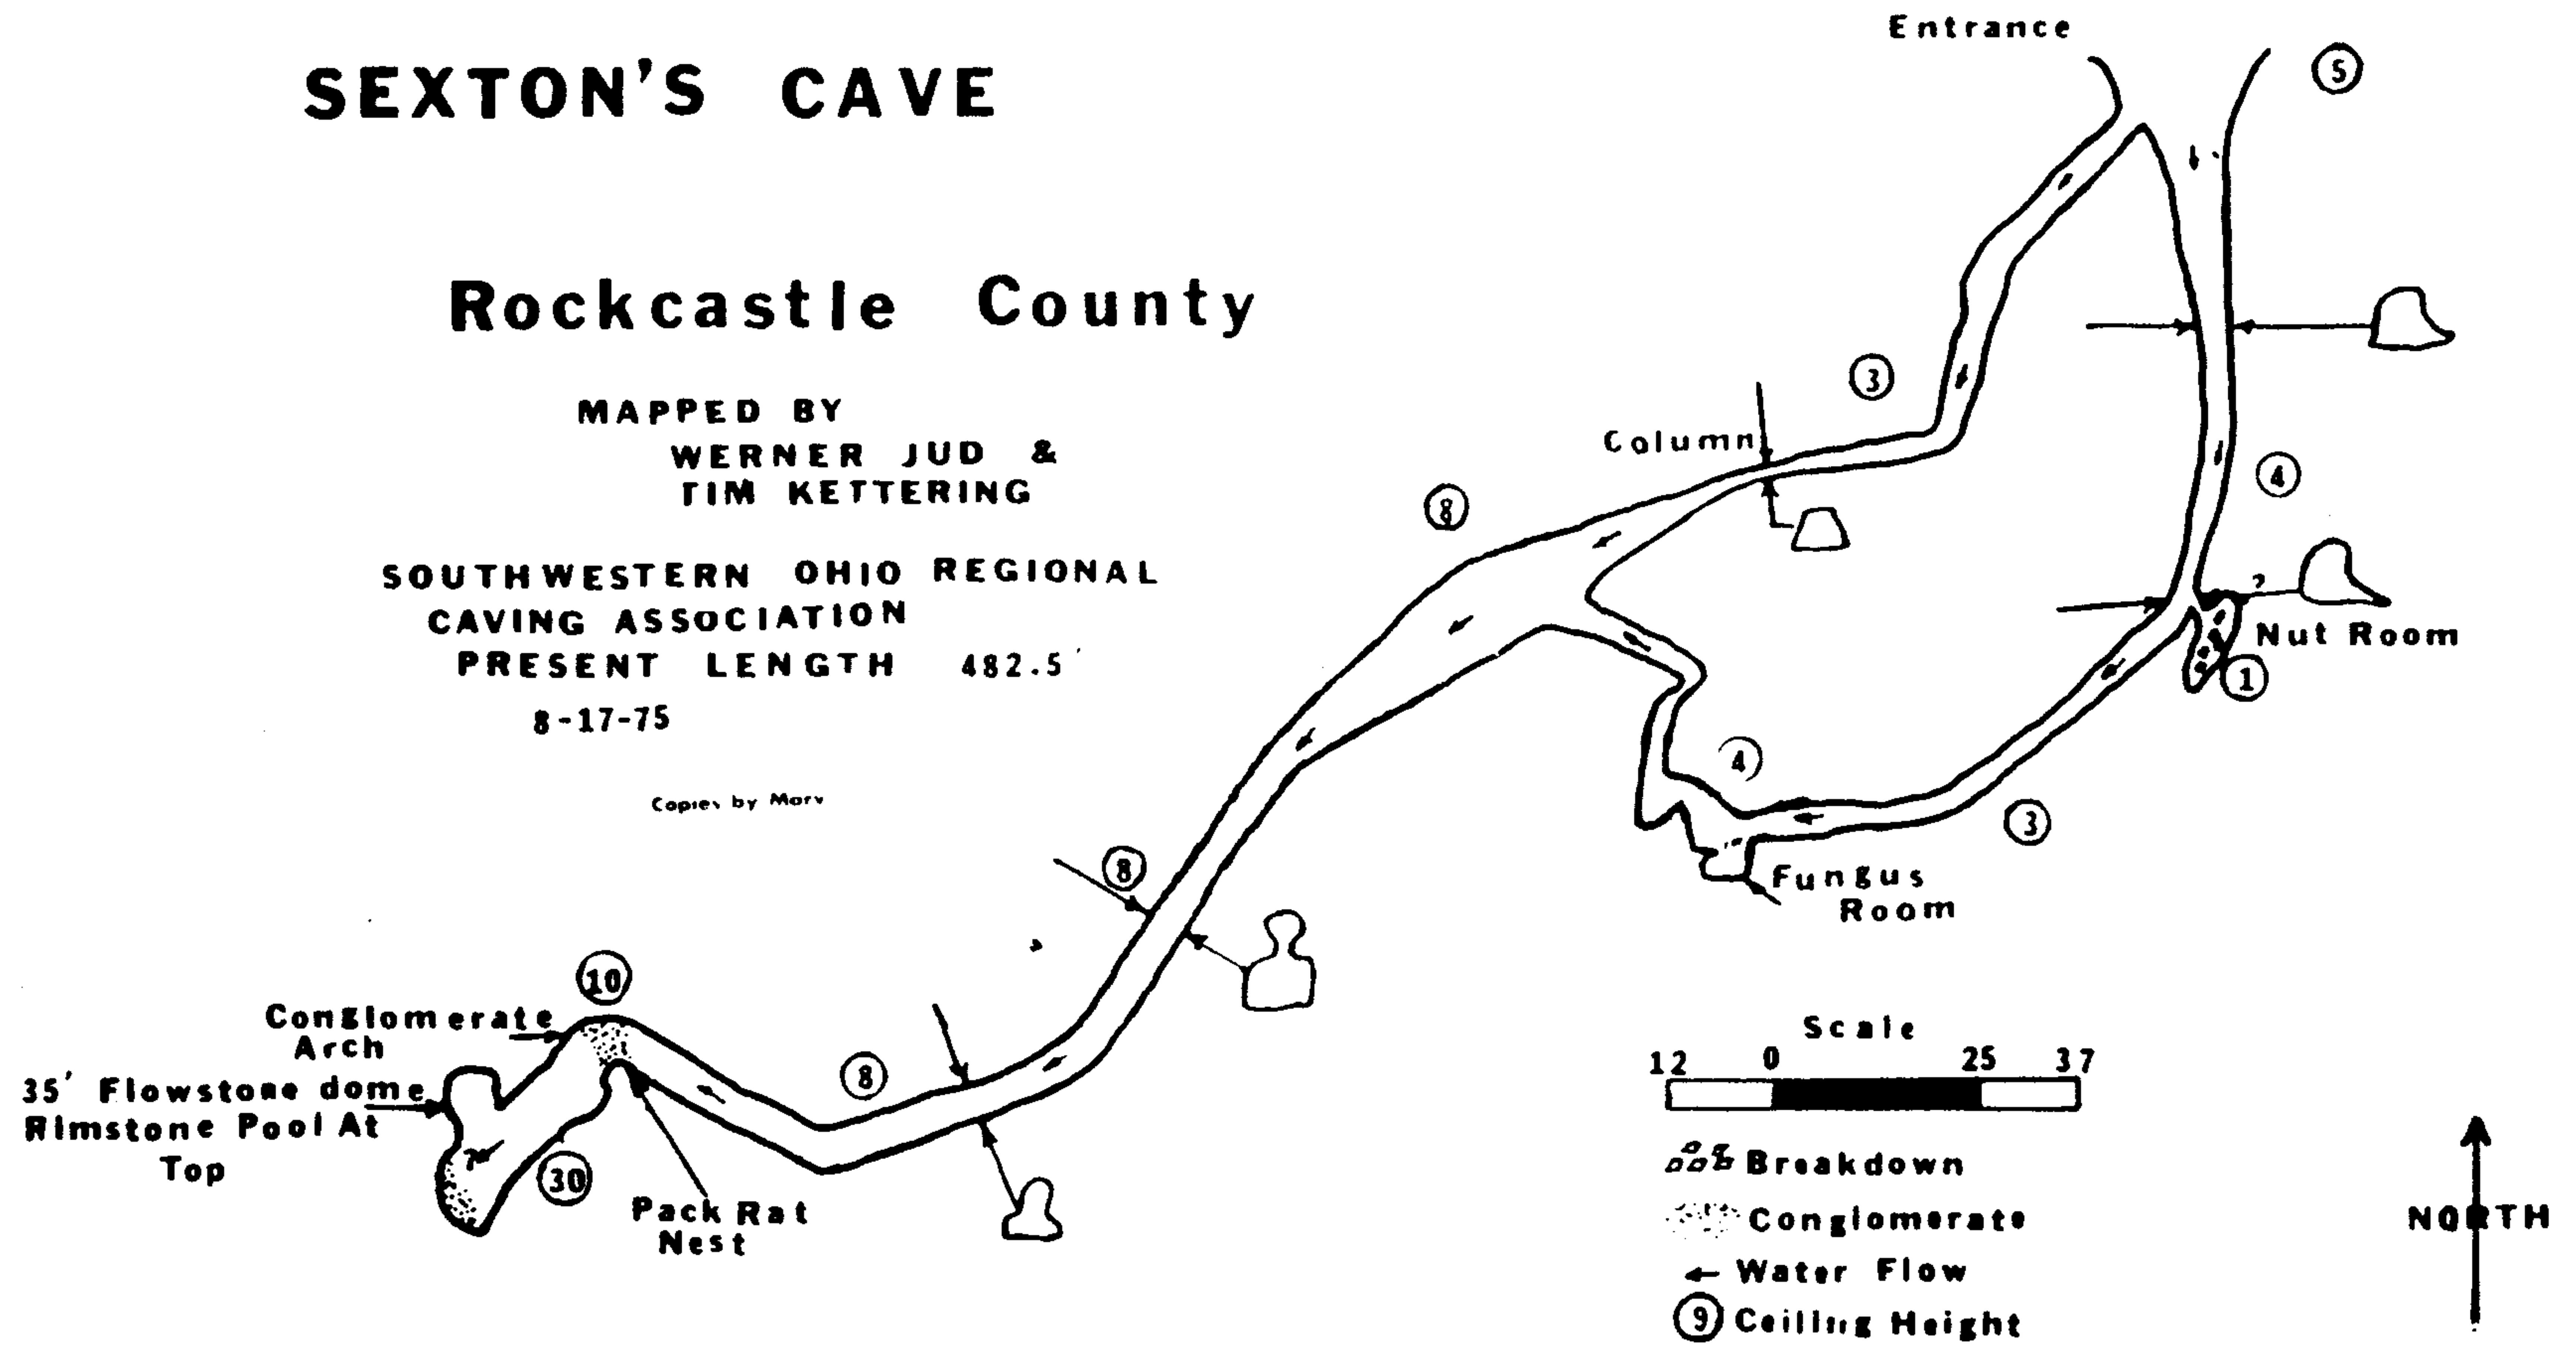 Entrance
5
SEXTON'S CAVE
Rockcastle County
MAPPED BY
WERNER JUD &
TIM KETTERING
SOUTHWESTERN OHIO REGIONAL
CAVING ASSOCIATION
PRESENT LENGTH 482.5'
8-17-75
Copies by Marv
3
Column
8
4
?
Nut Room
1
4
3
Fungus
Room
8
10
Conglomerate
Arch
35' Flowstone dome
Rimstone Pool At
Top
?
30
8
Pack Rat
Nest
Scale
12 0 25 37
Breakdown
Conglomerate
Water Flow
9 Ceilling Height
NORTH